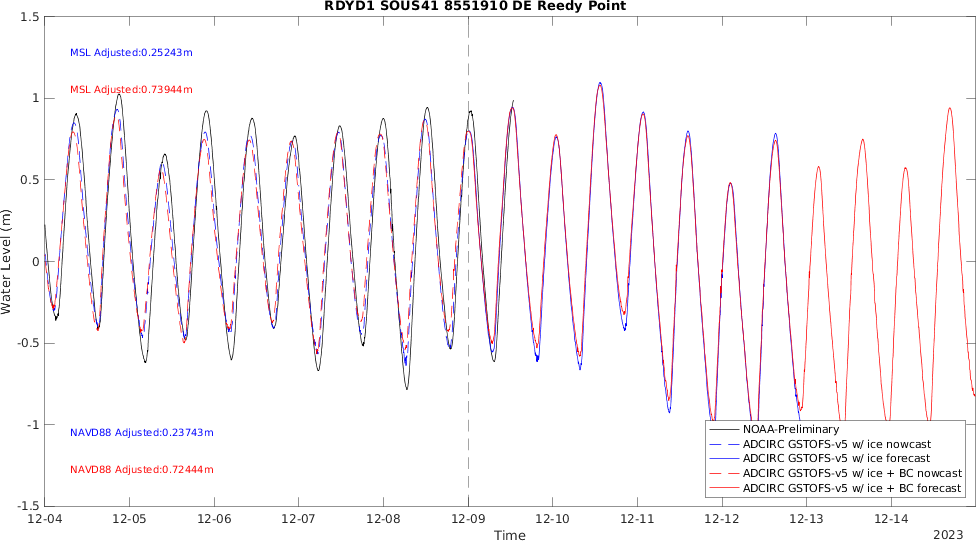 RDYD1 SOUS41 8551910 DE Reedy Point
1.5
MSL Adjusted:0.25243m
MSL Adjusted:0.73944m
1
0.5
0
-0.5
-1
-1.5
Water Level (m)
NAVD88 Adjusted:0.23743m
NAVD88 Adjusted:0.72444m
NOAA-Preliminary
ADCIRC GSTOFS-v5 w/ ice nowcast
ADCIRC GSTOFS-v5 w/ ice forecast
ADCIRC GSTOFS-v5 w/ ice + BC nowcast
ADCIRC GSTOFS-v5 w/ ice + BC forecast
12-04 12-05 12-06 12-07 12-08 12-09 12-10 12-11 12-12 12-13 12-14
Time
2023